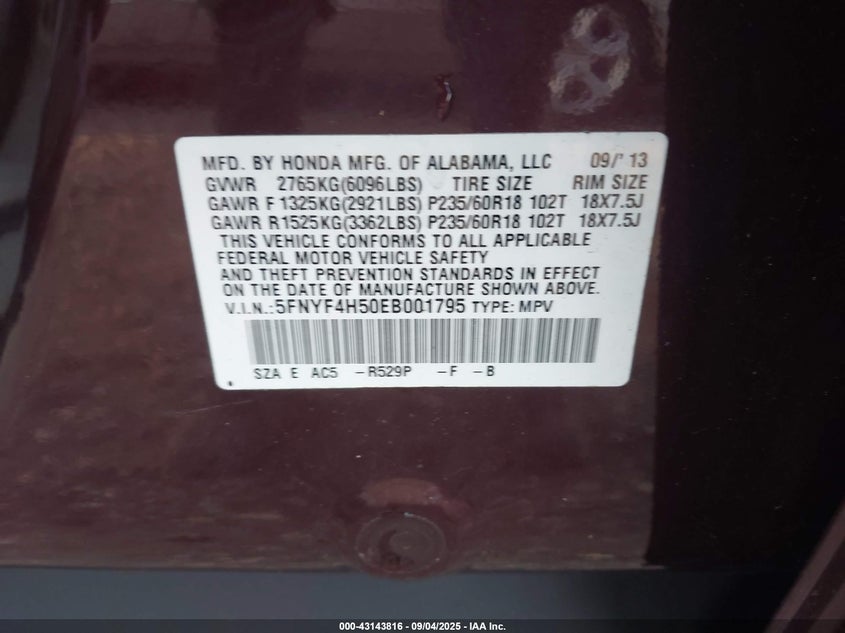 MFD. BY HONDA MFG. OF ALABAMA, LLC 09/'13
GVWR 2765KG(6096LBS) TIRE SIZE RIM SIZE
GAWR F 1325KG(2921LBS) P235/60R18 102T 18X7.5J
GAWR R1525KG(3362LBS) P235/60R18 102T 18X7.5J
THIS VEHICLE CONFORMS TO ALL APPLICABLE
FEDERAL MOTOR VEHICLE SAFETY
AND THEFT PREVENTION STANDARDS IN EFFECT
ON THE DATE OF MANUFACTURE SHOWN ABOVE.
V.I.N.:5FNYF4H50EB001795 TYPE: MPV
SZA E AC5 -R529P -F -B
000-43143816 - 09/04/2025 - IAA Inc.